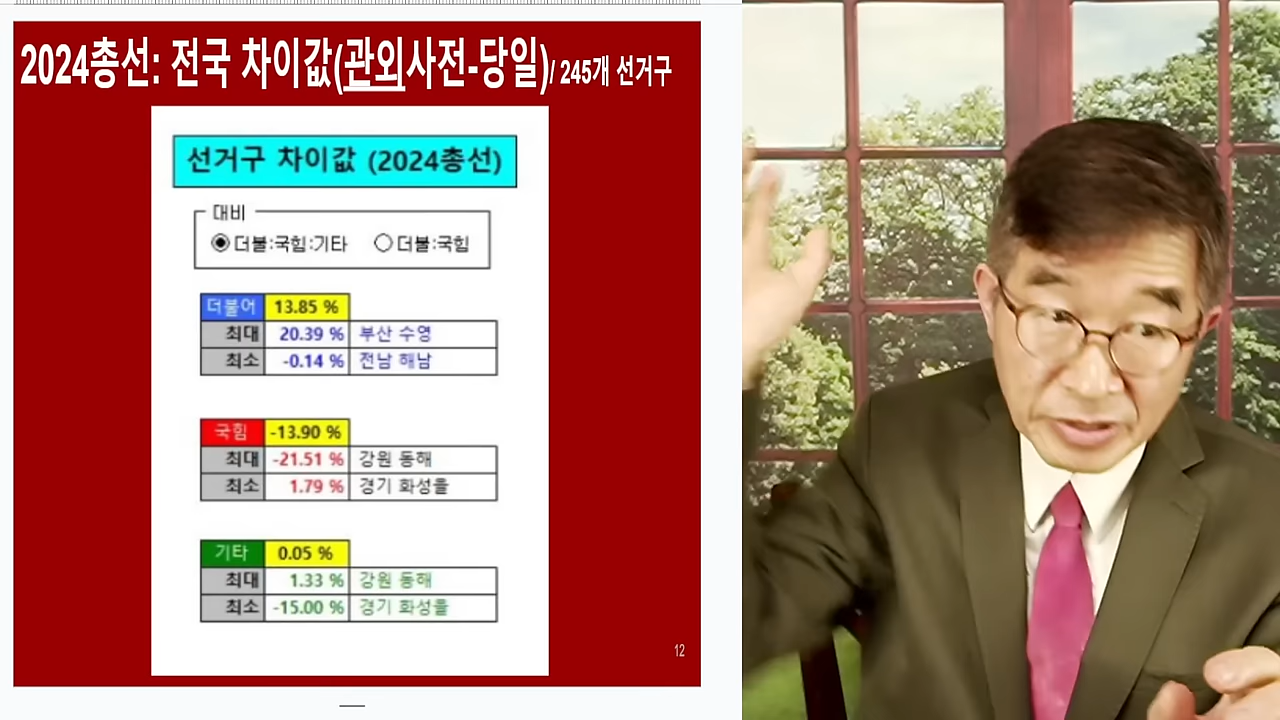 2024총선: 전국 차이값(관외사전-당일)/ 245개 선거구
선거구 차이값 (2024총선)
대비
더불:국힘:기타 더불:국힘
더불어 13.85 %
최대 20.39 % 부산 수영
최소 -0.14 % 전남 해남
국힘 -13.90 %
최대 -21.51 % 강원 동해
최소 1.79 % 경기 화성을
기타 0.05 %
최대 1.33 % 강원 동해
최소 -15.00 % 경기 화성을
12